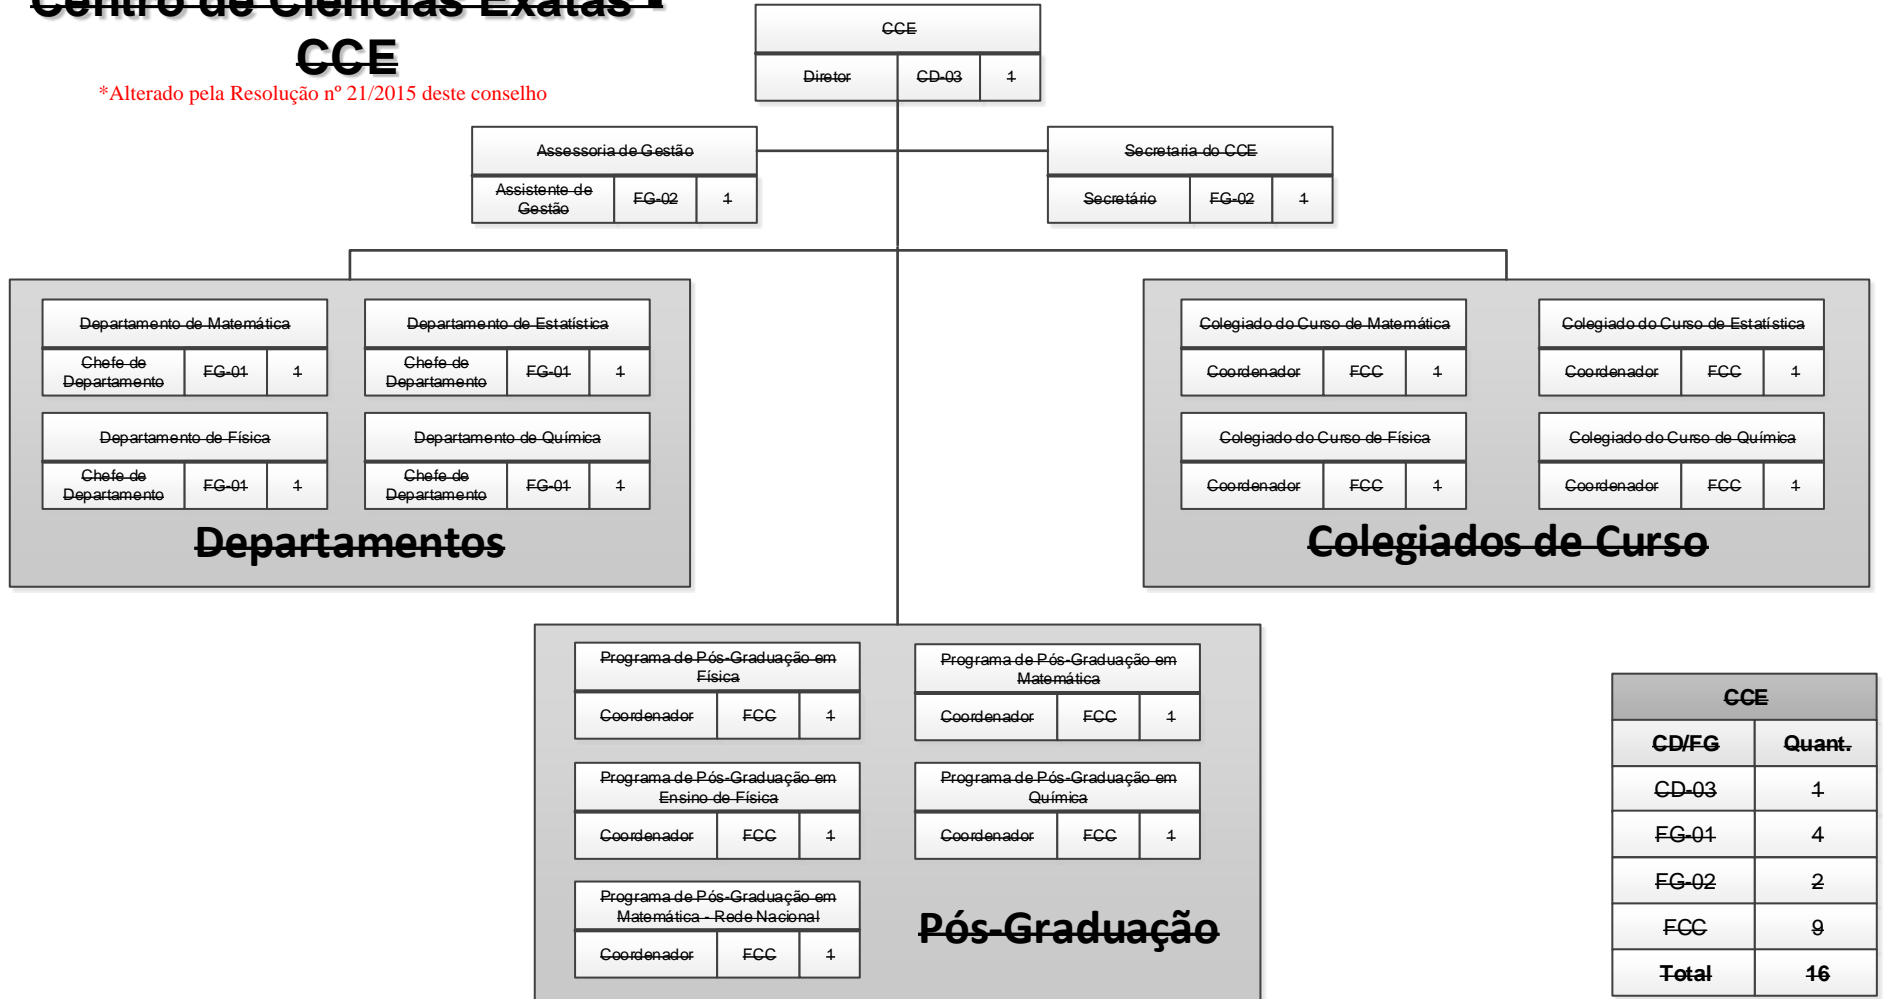 Centro de Ciências Exatas -
CCE
*Alterado pela Resolução nº 21/2015 deste conselho
CCE
Diretor CD-03 1
Assessoria de Gestão
Assistente de
Gestão FG-02 1
Secretaria do CCE
Secretário FG-02 1
Departamento de Matemática
Chefe de
Departamento FG-01 1
Departamento de Estatística
Chefe de
Departamento FG-01 1
Departamento de Física
Chefe de
Departamento FG-01 1
Departamento de Química
Chefe de
Departamento FG-01 1
Departamentos
Colegiado do Curso de Matemática
Coordenador FCC 1
Colegiado do Curso de Estatística
Coordenador FCC 1
Colegiado do Curso de Física
Coordenador FCC 1
Colegiado do Curso de Química
Coordenador FCC 1
Colegiados de Curso
Programa de Pós-Graduação em
Física
Coordenador FCC 1
Programa de Pós-Graduação em
Matemática
Coordenador FCC 1
Programa de Pós-Graduação em
Ensino de Física
Coordenador FCC 1
Programa de Pós-Graduação em
Química
Coordenador FCC 1
Programa de Pós-Graduação em
Matemática - Rede Nacional
Coordenador FCC 1
Pós-Graduação
CCE
CD/FG Quant.
CD-03 1
FG-01 4
FG-02 2
FCC 9
Total 16